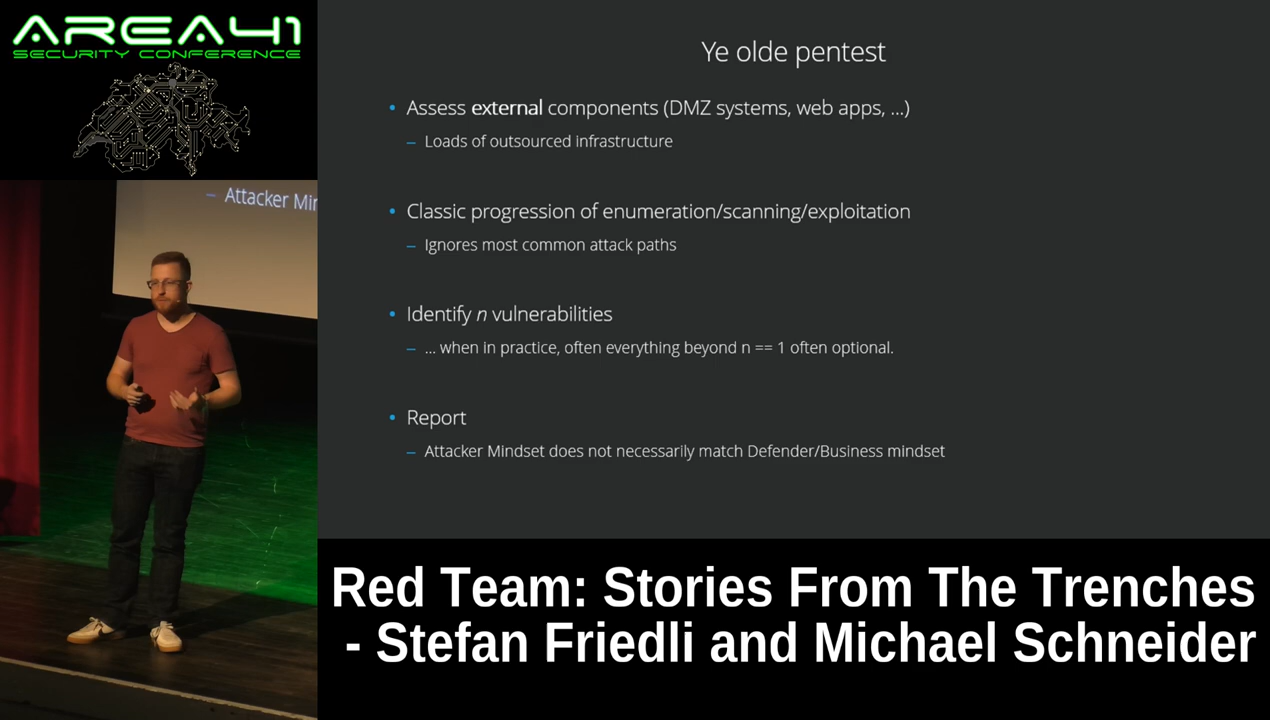 AREA41
SECURITY CONFERENCE
– Attacker Min
Ye olde pentest
• Assess external components (DMZ systems, web apps, ...)
– Loads of outsourced infrastructure
• Classic progression of enumeration/scanning/exploitation
– Ignores most common attack paths
• Identify n vulnerabilities
– ... when in practice, often everything beyond n == 1 often optional.
• Report
– Attacker Mindset does not necessarily match Defender/Business mindset
Red Team: Stories From The Trenches
- Stefan Friedli and Michael Schneider